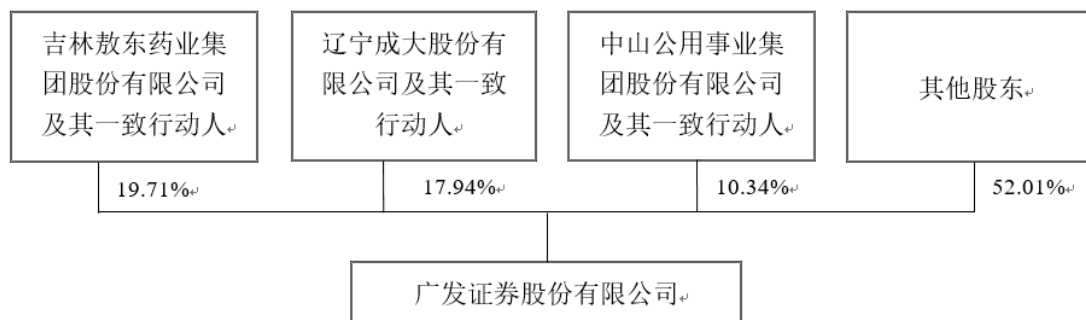 吉林敖东药业集
团股份有限公司
及其一致行动人
辽宁成大股份有
限公司及其一致
行动人
中山公用事业集
团股份有限公司
及其一致行动人
其他股东
19.71%
17.94%
10.34%
52.01%
广发证券股份有限公司